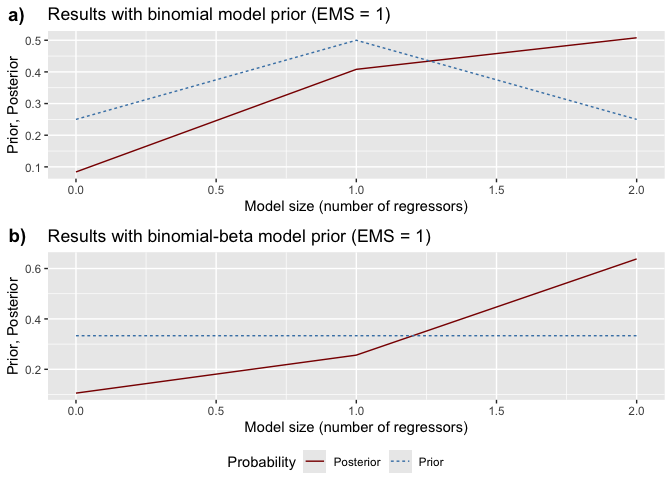 a) Results with binomial model prior (EMS = 1)
Prior, Posterior
0.5
0.4
0.3
0.2
0.1
0.0 0.5 1.0 1.5 2.0
Model size (number of regressors)
b) Results with binomial-beta model prior (EMS = 1)
Prior, Posterior
0.6
0.4
0.2
0.0 0.5 1.0 1.5 2.0
Model size (number of regressors)
Probability Posterior Prior